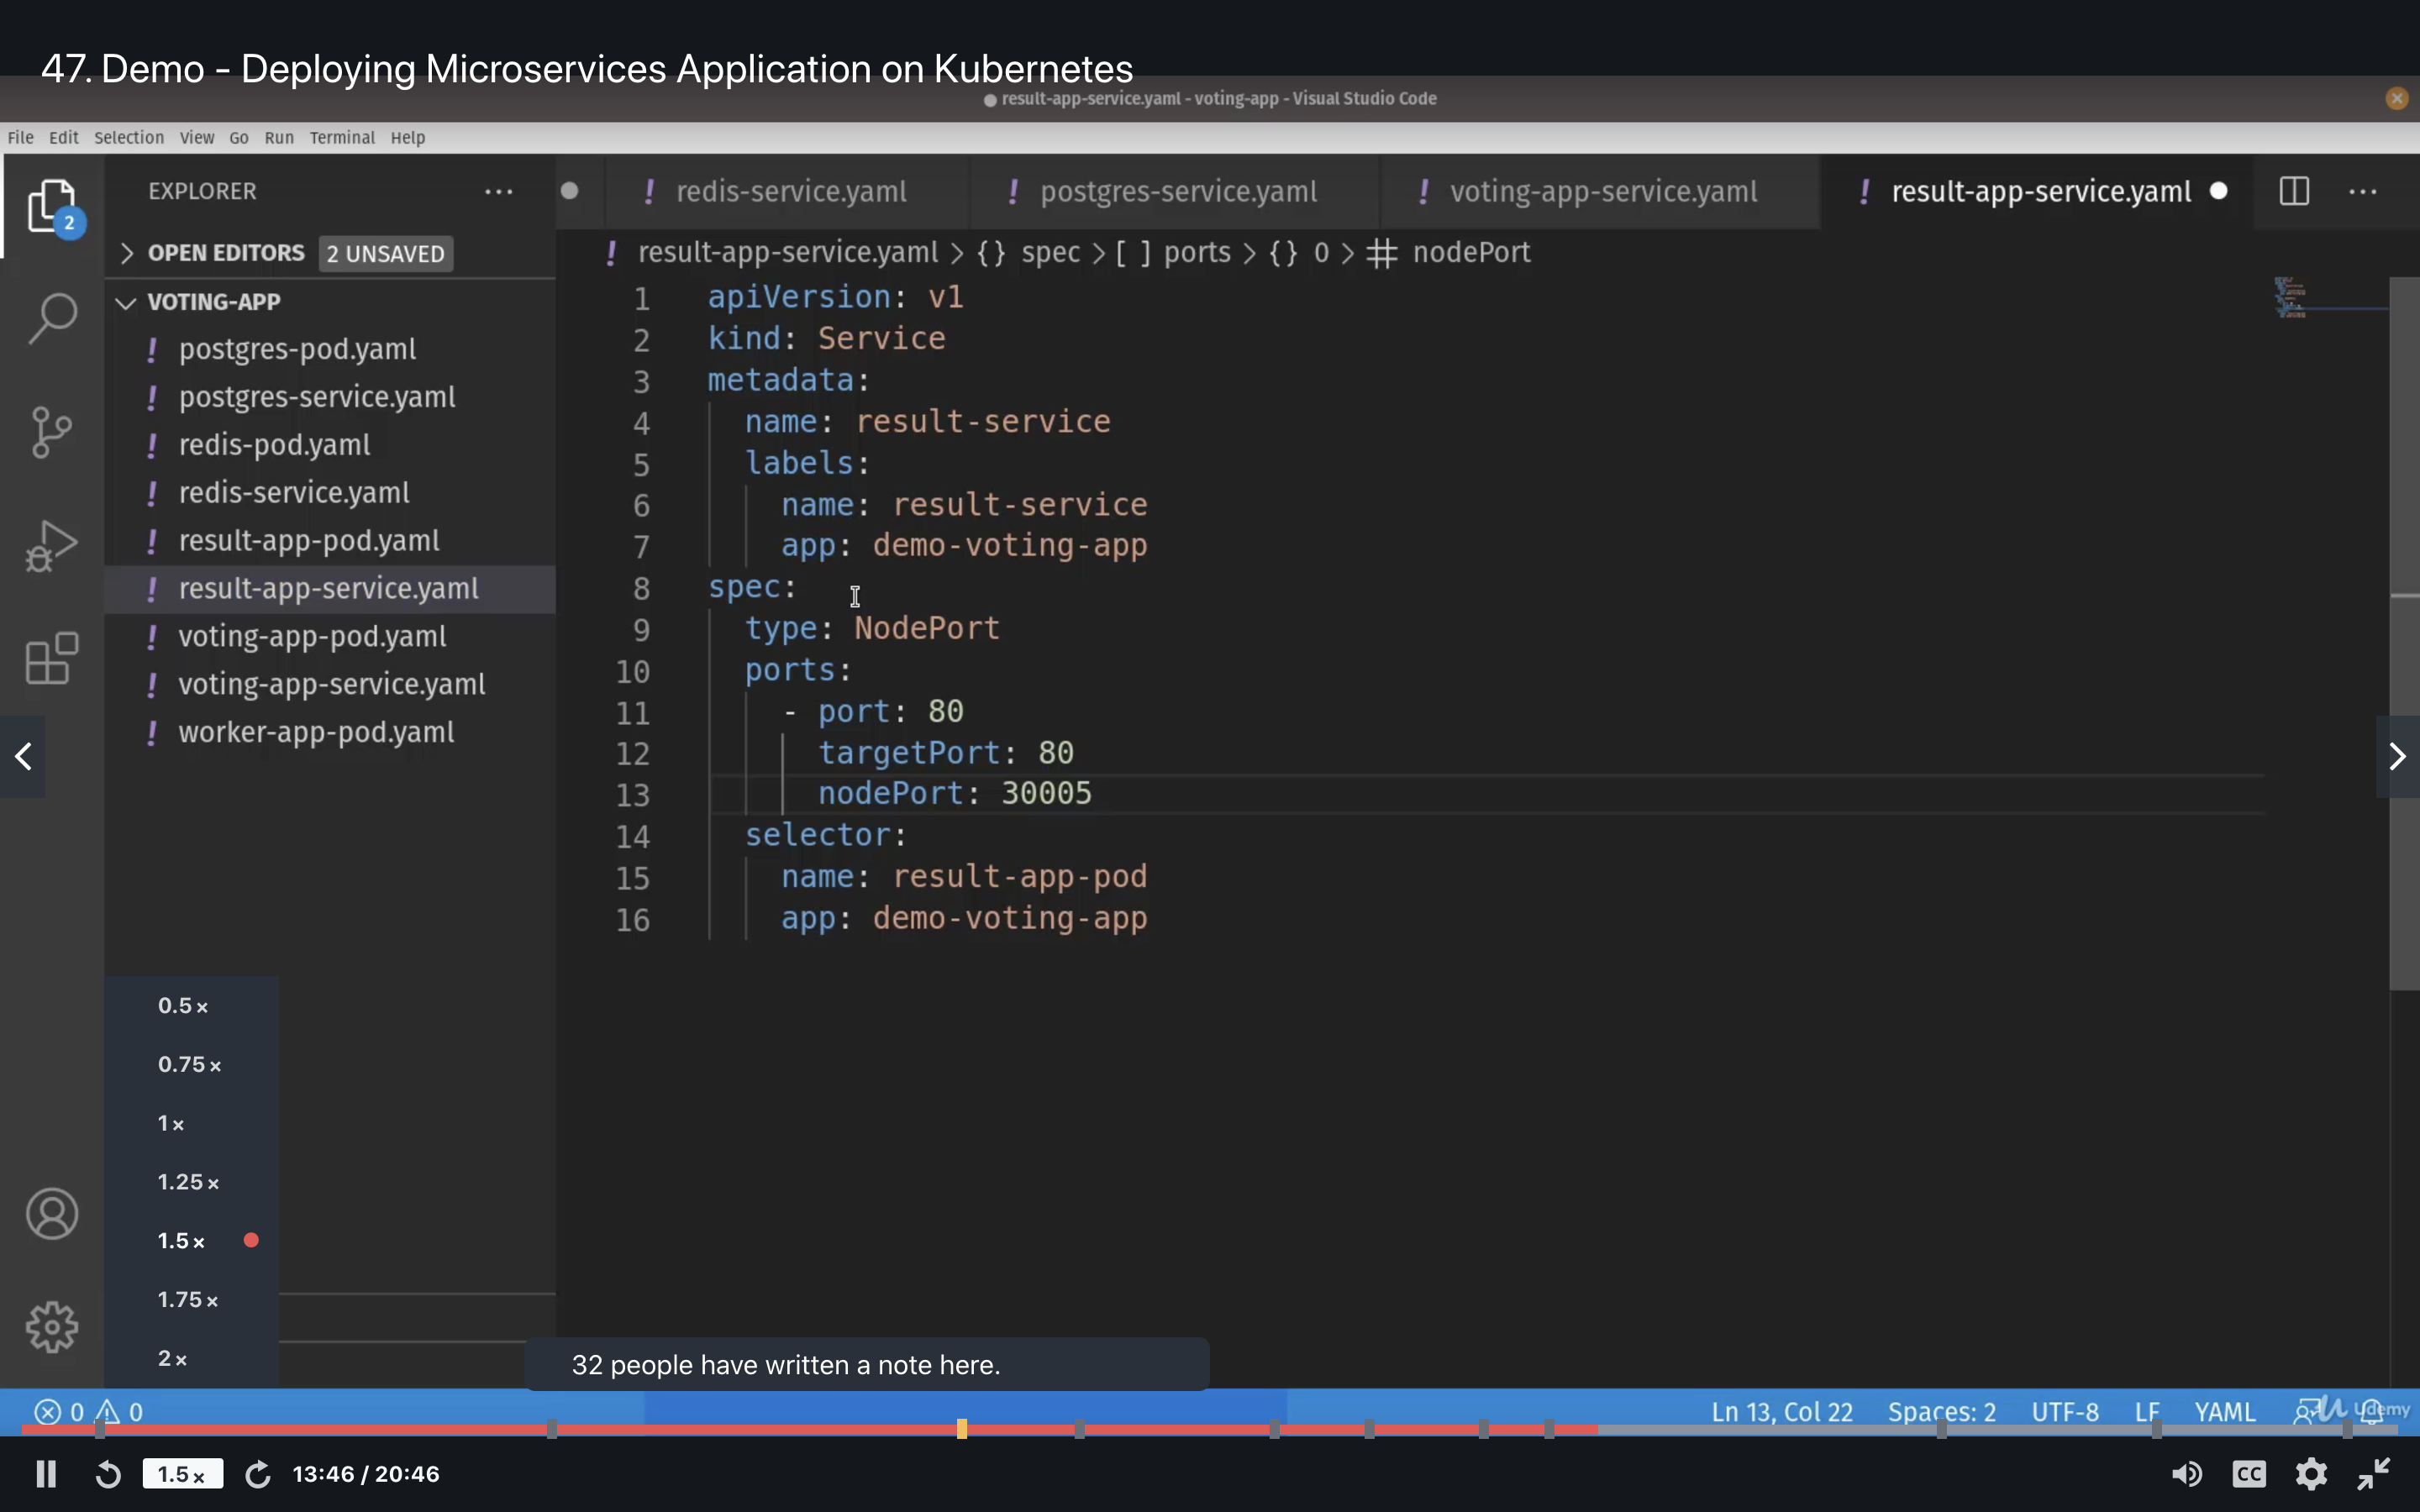 47. Demo - Deploying Microservices Application on Kubernetes
result-app-service.yaml - voting-app - Visual Studio Code
File Edit Selection View Go Run Terminal Help
2
EXPLORER
redis-service.yaml
postgres-service.yaml
voting-app-service.yaml
result-app-service.yaml
OPEN EDITORS 2 UNSAVED
result-app-service.yaml > {} spec > [ ] ports > {} 0 > # nodePort
VOTING-APP
! postgres-pod.yaml
! postgres-service.yaml
! redis-pod.yaml
! redis-service.yaml
! result-app-pod.yaml
! result-app-service.yaml
! voting-app-pod.yaml
! voting-app-service.yaml
! worker-app-pod.yaml
1 apiVersion: v1
2 kind: Service
3 metadata:
4 name: result-service
5 labels:
6 name: result-service
7 app: demo-voting-app
8 spec:
9 type: NodePort
10 ports:
11 - port: 80
12 targetPort: 80
13 nodePort: 30005
14 selector:
15 name: result-app-pod
16 app: demo-voting-app
0.5×
0.75×
1×
1.25×
1.5×
1.75×
2×
32 people have written a note here.
0 0
Ln 13, Col 22 Spaces: 2 UTF-8 LF YAML
Udemy
1.5×
13:46 / 20:46
CC